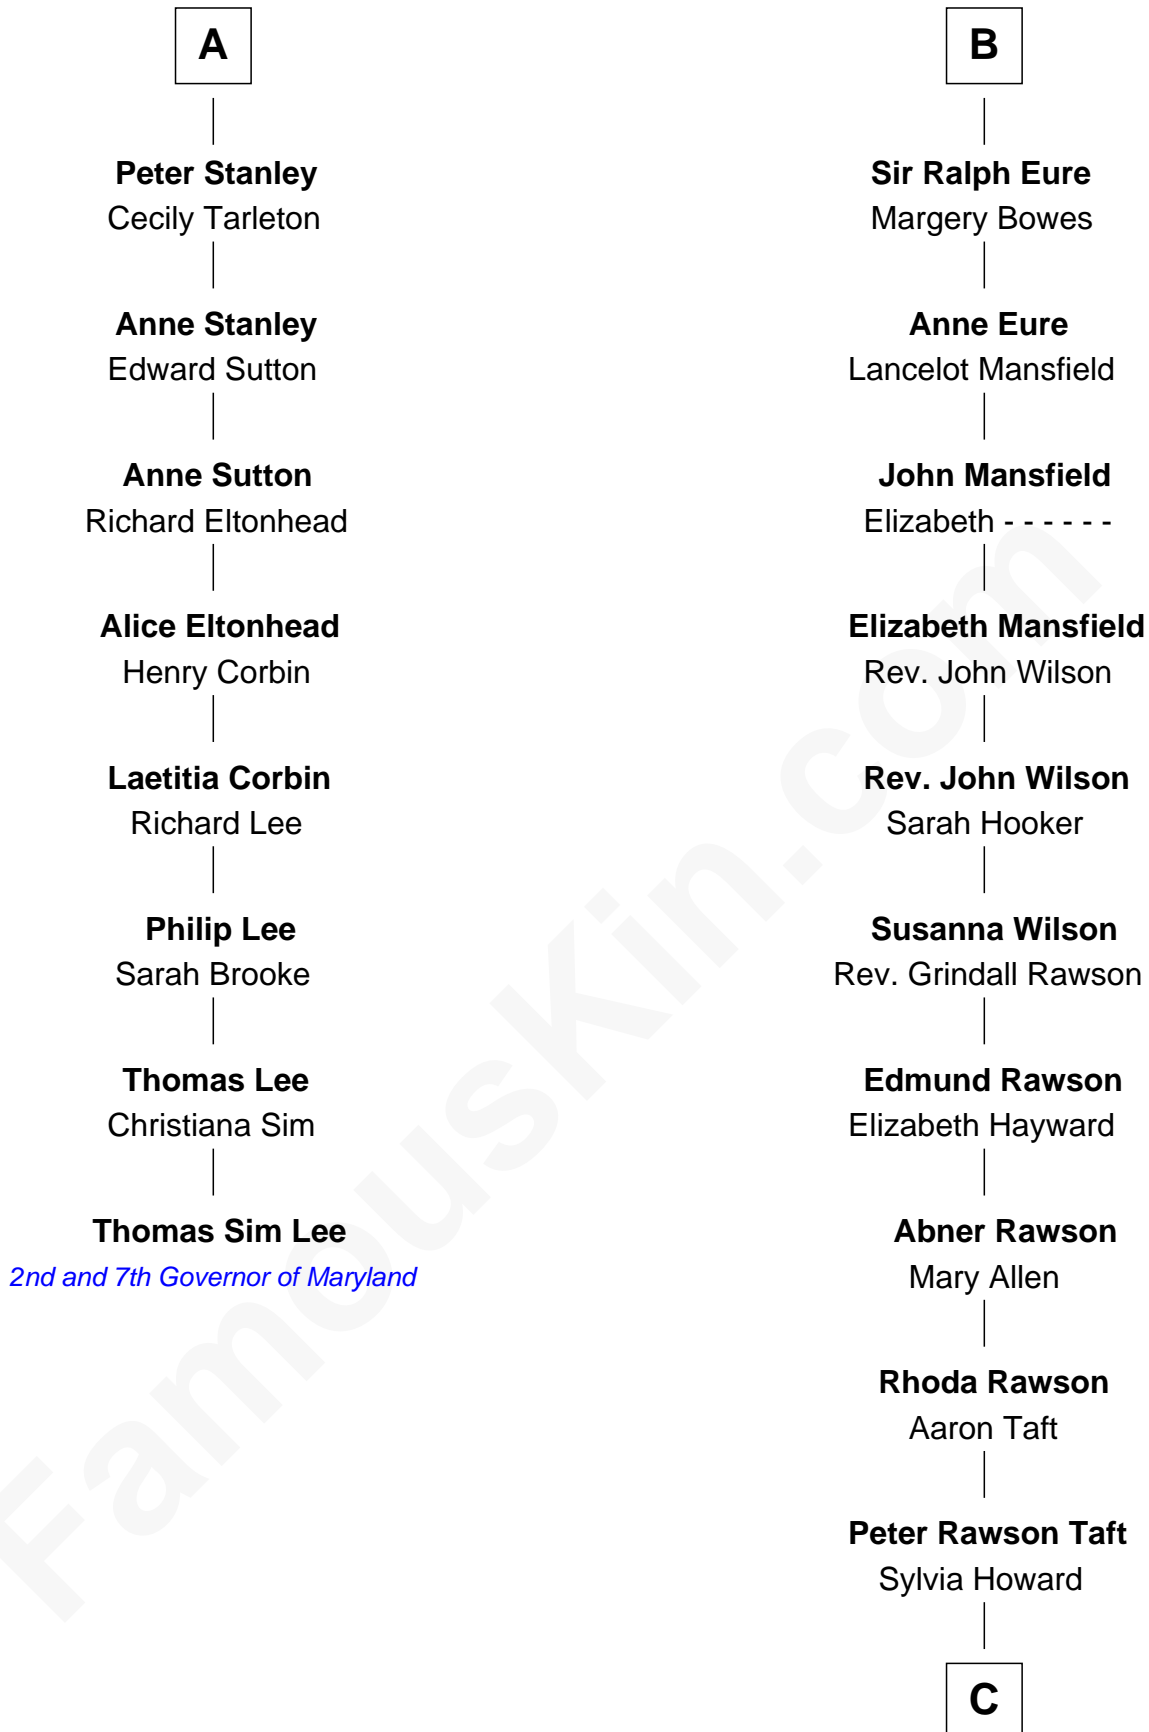 A
Peter Stanley
Cecily Tarleton
Anne Stanley
Edward Sutton
Anne Sutton
Richard Eltonhead
Alice Eltonhead
Henry Corbin
Laetitia Corbin
Richard Lee
Philip Lee
Sarah Brooke
Thomas Lee
Christiana Sim
Thomas Sim Lee
2nd and 7th Governor of Maryland
B
Sir Ralph Eure
Margery Bowes
Anne Eure
Lancelot Mansfield
John Mansfield
Elizabeth - - - - - -
Elizabeth Mansfield
Rev. John Wilson
Rev. John Wilson
Sarah Hooker
Susanna Wilson
Rev. Grindall Rawson
Edmund Rawson
Elizabeth Hayward
Abner Rawson
Mary Allen
Rhoda Rawson
Aaron Taft
Peter Rawson Taft
Sylvia Howard
C
FamousKin.com